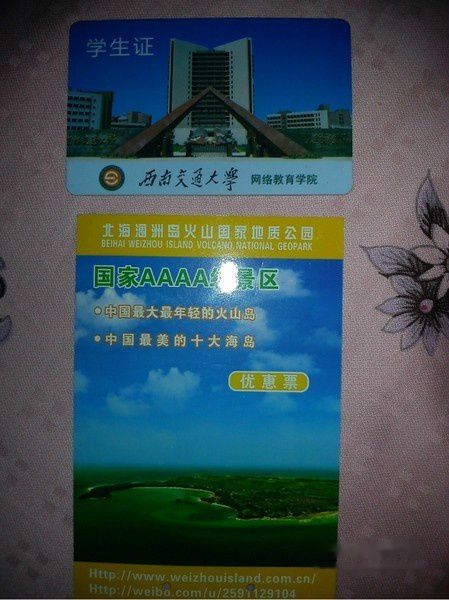 学生证
西南交通大学 网络教育学院
北海涠洲岛火山国家地质公园
BEIHAI WEIZHOU ISLAND VOLCANO NATIONAL GEOPARK
国家AAAA级景区
•中国最大最年轻的火山岛
•中国最美的十大海岛
优惠票
Http://www.weizhouisland.com.cn/
Http://weibo.com/u/2591129104